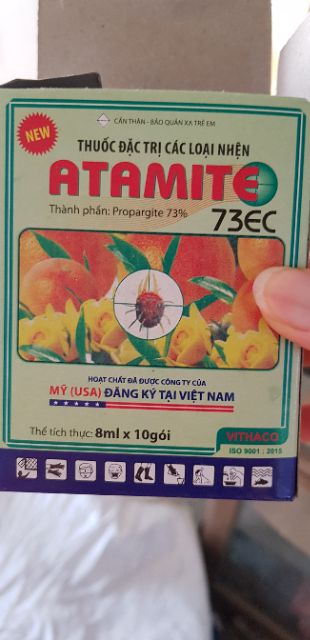 NEW
CẨN THẬN - BẢO QUẢN XA TRẺ EM
THUỐC ĐẶC TRỊ CÁC LOẠI NHỆN
ATAMITE
Thành phần: Propargite 73%
73EC
HOẠT CHẤT ĐÃ ĐƯỢC CÔNG TY CỦA
MỸ (USA) ĐĂNG KÝ TẠI VIỆT NAM
Thể tích thực: 8ml x 10gói
VITHACO
ISO 9001 : 2015